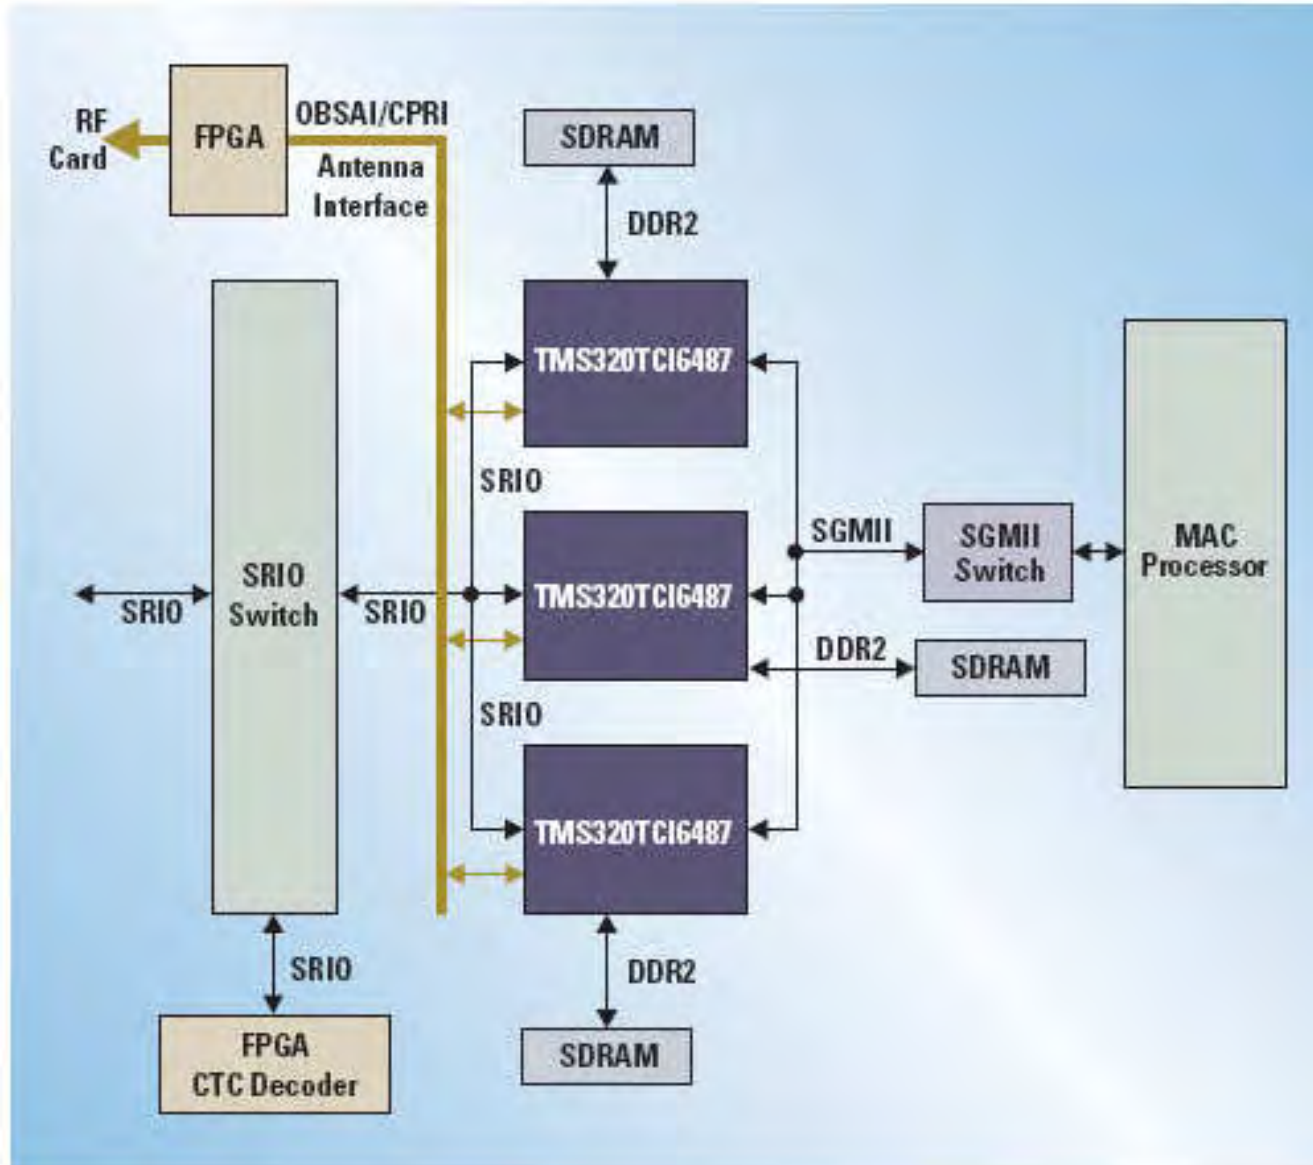 RF
Card
FPGA
OBSAI/CPRI
Antenna
Interface
SDRAM
DDR2
TMS320TCI6487
SRIO
SGMII
SGMII
Switch
MAC
Processor
SRIO
SRIO
Switch
SRIO
TMS320TCI6487
DDR2
SDRAM
SRIO
TMS320TCI6487
SRIO
DDR2
FPGA
CTC Decoder
SDRAM